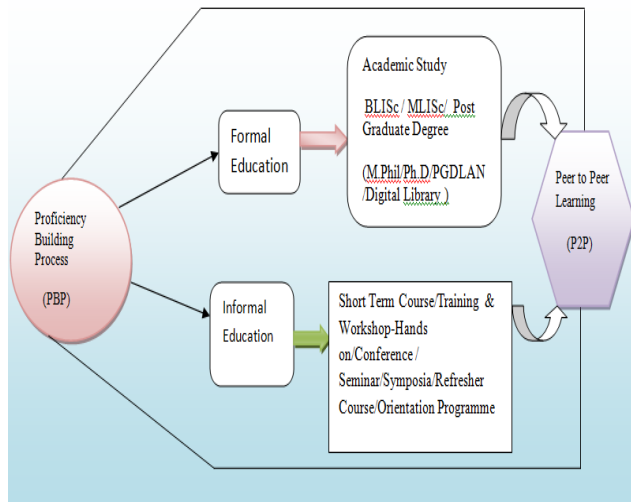 Proficiency
Building
Process
(PBP)
Formal
Education
Academic Study
BLISc / MLISc/ Post
Graduate Degree
(M.Phil/Ph.D/PGDLAN
/Digital Library )
Informal
Education
Short Term Course/Training &
Workshop-Hands
on/Conference /
Seminar/Symposia/Refresher
Course/Orientation Programme
Peer to Peer
Learning
(P2P)